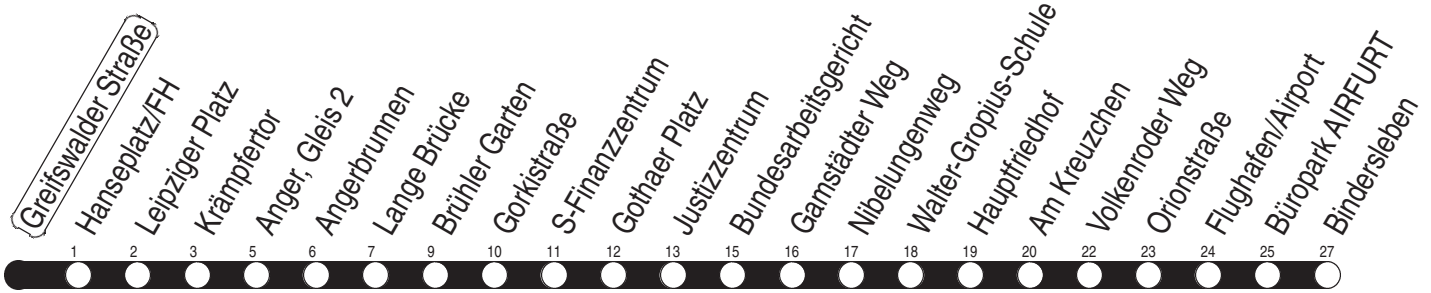 Greifswalder Straße
Hanseplatz/FH
Leipziger Platz
Krämpfertor
Anger, Gleis 2
Angerbrunnen
Lange Brücke
Brühler Garten
Gorkistraße
S-Finanzzentrum
Gothaer Platz
Justizzentrum
Bundesarbeitsgericht
Gamstädter Weg
Nibelungenweg
Walter-Gropius-Schule
Hauptfriedhof
Am Kreuzchen
Volkenroder Weg
Orionstraße
Flughafen/Airport
Büropark AIRFURT
Bindersleben
1 2 3 5 6 7 9 10 11 12 13 15 16 17 18 19 20 22 23 24 25 27